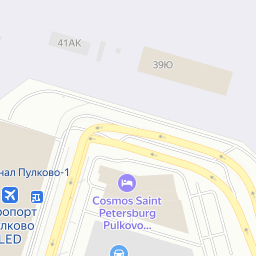 41АК
39Ю
нал Пулково-1
ропорт
лково
LED
Cosmos Saint
Petersburg
Pulkovo...